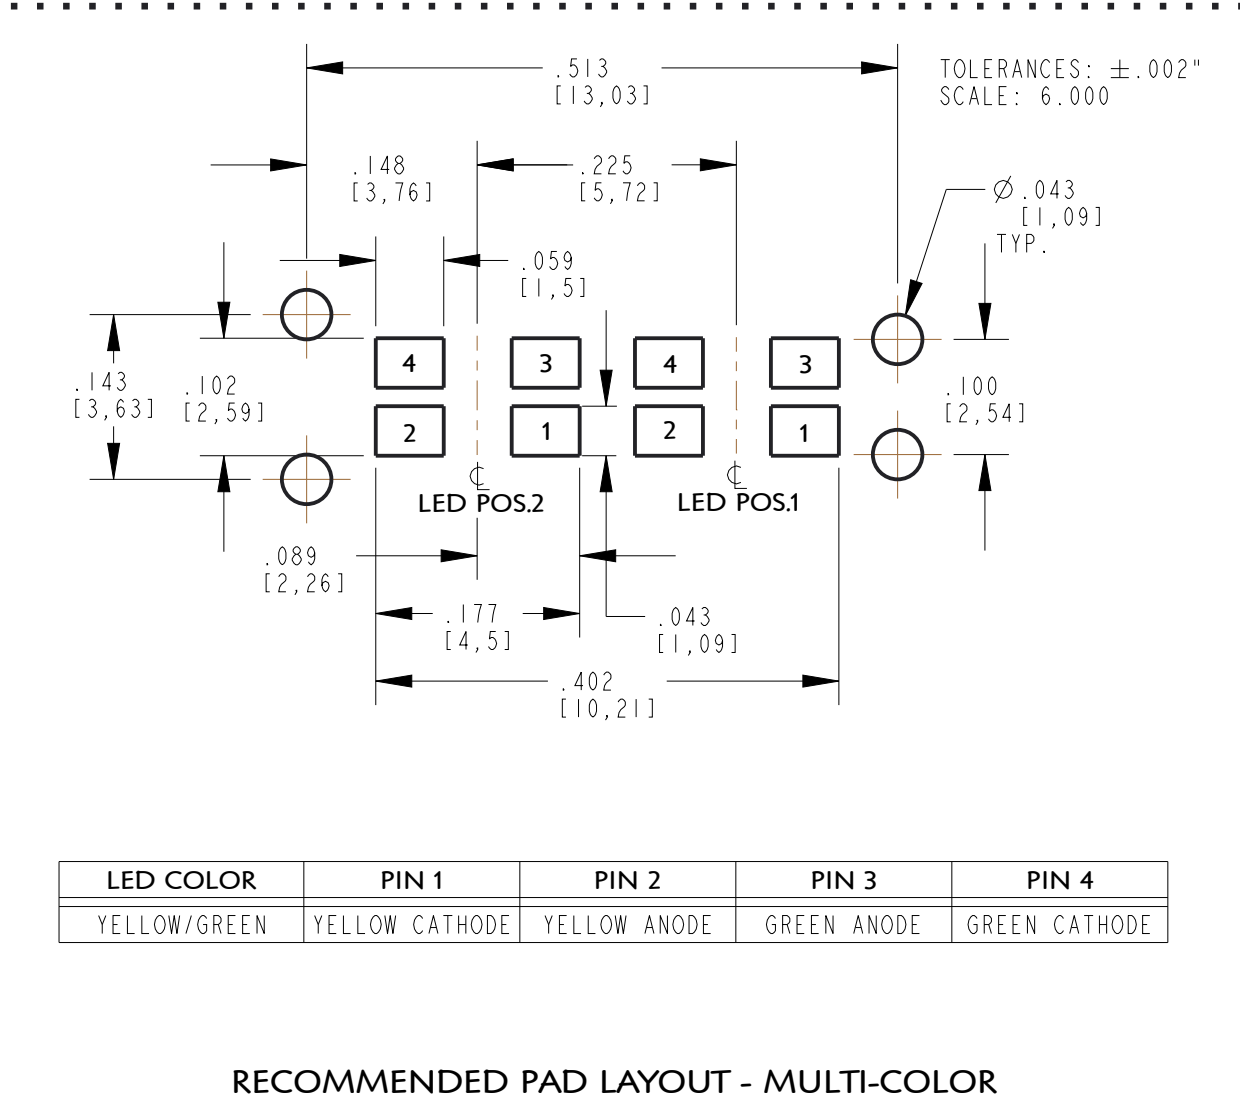 .513
[13,03]
TOLERANCES: ±.002"
SCALE: 6.000
.148
[3,76]
.225
[5,72]
Ø .043
[1,09]
TYP.
.059
[1,5]
4 3 4 3
.143
[3,63]
.102
[2,59]
.100
[2,54]
2 1 2 1
℄ ℄
LED POS.2 LED POS.1
.089
[2,26]
.177
[4,5]
.043
[1,09]
.402
[10,21]
LED COLOR PIN 1 PIN 2 PIN 3 PIN 4
YELLOW/GREEN YELLOW CATHODE YELLOW ANODE GREEN ANODE GREEN CATHODE
RECOMMENDED PAD LAYOUT - MULTI-COLOR